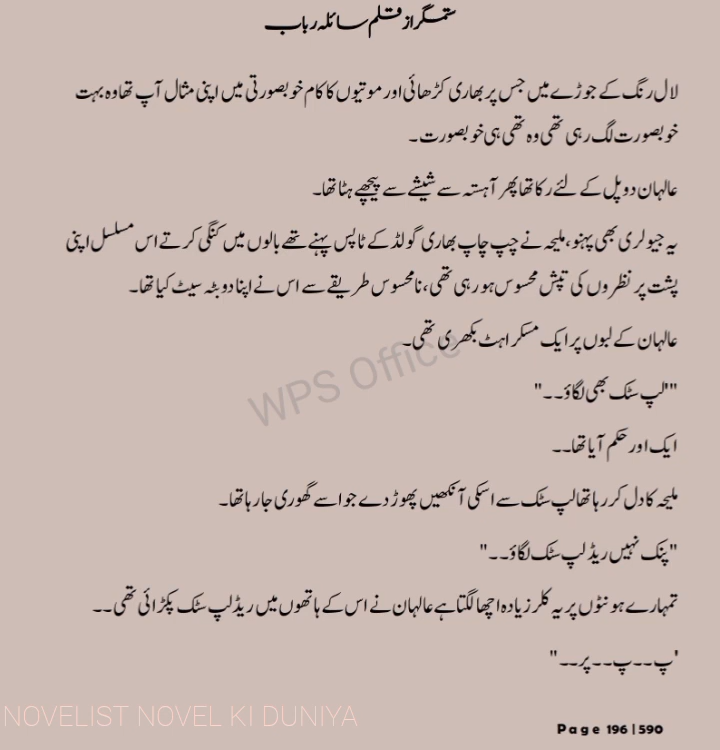 ستمگر از قلم سائلہ رباب
لال رنگ کے جوڑے میں جس پر بھاری کڑھائی اور موتیوں کا کام خوبصورتی میں اپنی مثال آپ تھا وہ بہت
خوبصورت لگ رہی تھی وہ تھی ہی خوبصورت۔
عالہان دو پل کے لئے رکا تھا پھر آہستہ سے شیشے سے پیچھے ہٹا تھا۔
یہ جیولری بھی پہنو، ملیحہ نے چپ چاپ بھاری گولڈ کے ٹاپس پہنے تھے بالوں میں کنگی کرتے اس مسلسل اپنی
پشت پر نظروں کی تپش محسوس ہو رہی تھی، نامحسوس طریقے سے اس نے اپنا دوبٹہ سیٹ کیا تھا۔
عالہان کے لبوں پر ایک مسکراہٹ بکھری تھی۔
"'لپ سٹک بھی لگاؤ۔۔"
ایک اور حکم آیا تھا۔۔
ملیحہ کا دل کر رہا تھا لپ سٹک سے اسکی آنکھیں پھوڑ دے جو اسے گھوری جا رہا تھا۔
"پنک نہیں ریڈ لپ سٹک لگاؤ۔۔"
تمہارے ہونٹوں پر یہ کلر زیادہ اچھا لگتا ہے عالہان نے اس کے ہاتھوں میں ریڈ لپ سٹک پکڑائی تھی۔۔
'پ۔۔پ۔۔پر۔۔"
WPS Office
NOVELIST NOVEL KI DUNIYA
Page 196 | 590